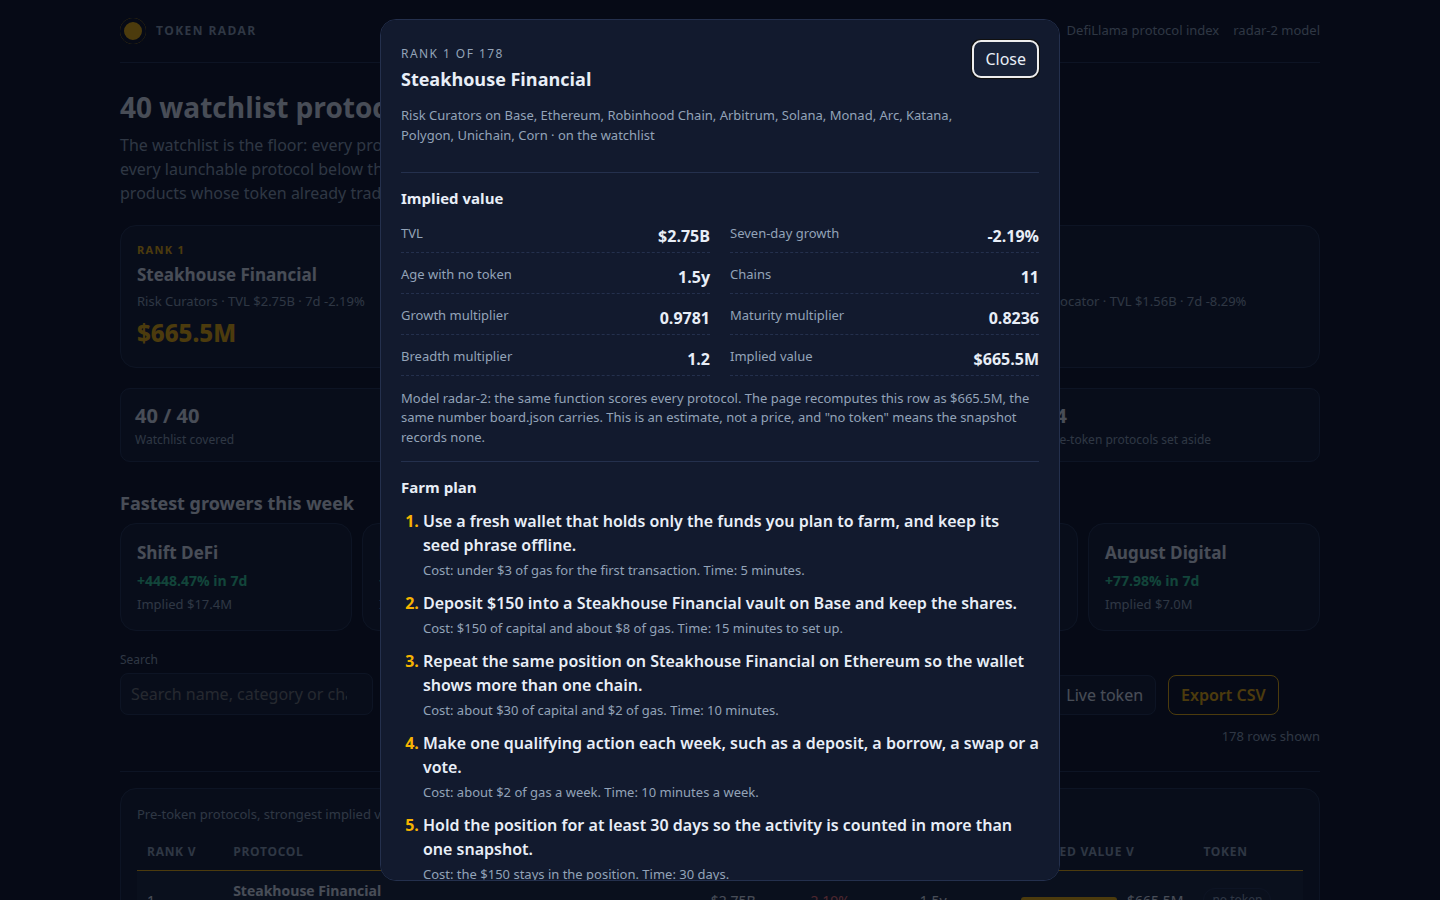 TOKEN RADAR
DefiLlama protocol index radar-2 model
40 watchlist protoc
The watchlist is the floor: every pro
every launchable protocol below th
products whose token already trad
RANK 1
Steakhouse Financial
Risk Curators · TVL $2.75B · 7d -2.19%
$665.5M
ocator · TVL $1.56B · 7d -8.29%
40 / 40
Watchlist covered
4
e-token protocols set aside
Fastest growers this week
Shift DeFi
+4448.47% in 7d
Implied $17.4M
August Digital
+77.98% in 7d
Implied $7.0M
Search
Search name, category or ch
Live token
Export CSV
178 rows shown
Pre-token protocols, strongest implied v
RANK V PROTOCOL
ED VALUE V TOKEN
1 Steakhouse Financial $2.75B -2.19% 1.5y $665.5M no token
RANK 1 OF 178
Close
Steakhouse Financial
Risk Curators on Base, Ethereum, Robinhood Chain, Arbitrum, Solana, Monad, Arc, Katana,
Polygon, Unichain, Corn · on the watchlist
Implied value
TVL $2.75B Seven-day growth -2.19%
Age with no token 1.5y Chains 11
Growth multiplier 0.9781 Maturity multiplier 0.8236
Breadth multiplier 1.2 Implied value $665.5M
Model radar-2: the same function scores every protocol. The page recomputes this row as $665.5M, the
same number board.json carries. This is an estimate, not a price, and "no token" means the snapshot
records none.
Farm plan
1. Use a fresh wallet that holds only the funds you plan to farm, and keep its
seed phrase offline.
Cost: under $3 of gas for the first transaction. Time: 5 minutes.
2. Deposit $150 into a Steakhouse Financial vault on Base and keep the shares.
Cost: $150 of capital and about $8 of gas. Time: 15 minutes to set up.
3. Repeat the same position on Steakhouse Financial on Ethereum so the wallet
shows more than one chain.
Cost: about $30 of capital and $2 of gas. Time: 10 minutes.
4. Make one qualifying action each week, such as a deposit, a borrow, a swap or a
vote.
Cost: about $2 of gas a week. Time: 10 minutes a week.
5. Hold the position for at least 30 days so the activity is counted in more than
one snapshot.
Cost: the $150 stays in the position. Time: 30 days.